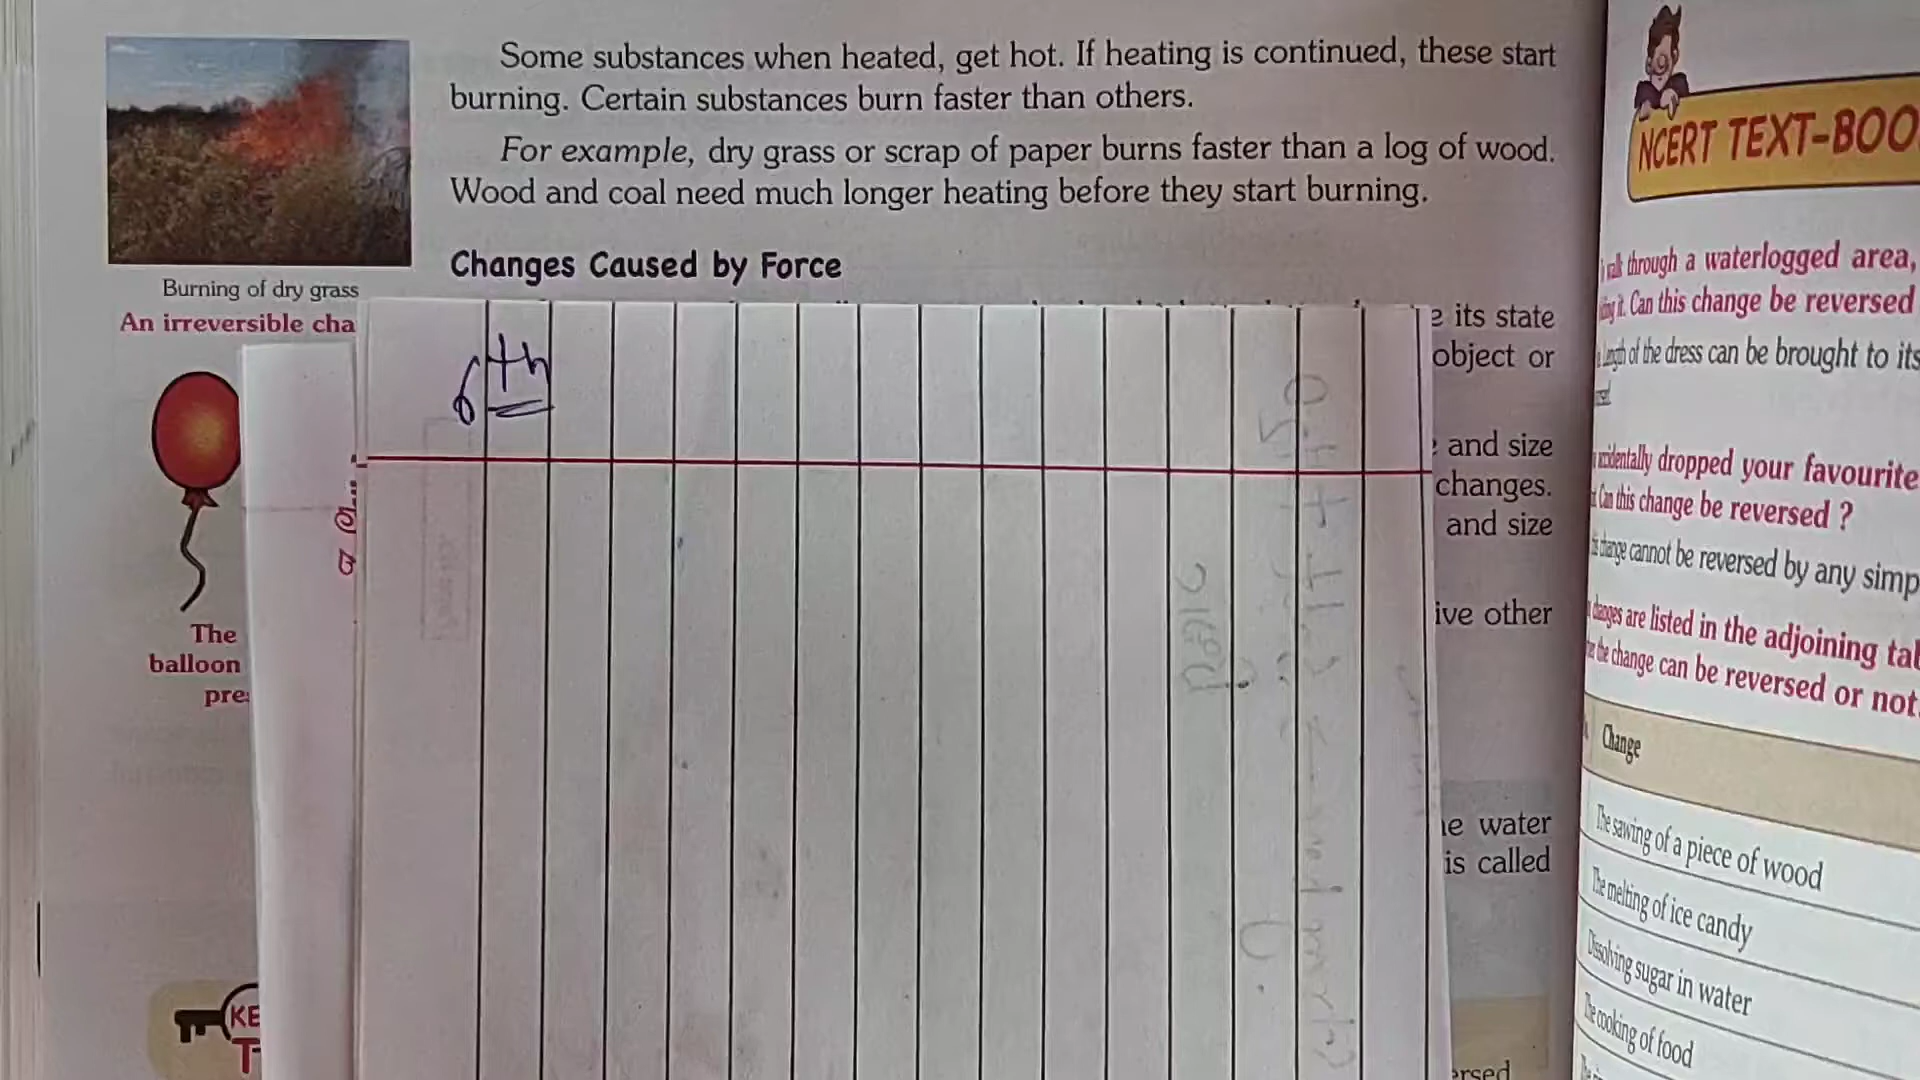 Some substances when heated, get hot. If heating is continued, these start
burning. Certain substances burn faster than others.
For example, dry grass or scrap of paper burns faster than a log of wood.
Wood and coal need much longer heating before they start burning.
Changes Caused by Force
Burning of dry grass
An irreversible cha
its state
object or
and size
changes.
and size
ive other
water
is called
ersed
The
balloon
pre
KE
T
6th
NCERT TEXT-BOO
through a waterlogged area,
it. Can this change be reversed
of the dress can be brought to its
dropped your favourite
Can this change be reversed ?
change cannot be reversed by any simp
changes are listed in the adjoining tal
the change can be reversed or not.
Change
The sawing of a piece of wood
The melting of ice candy
Dissolving sugar in water
The cooking of food